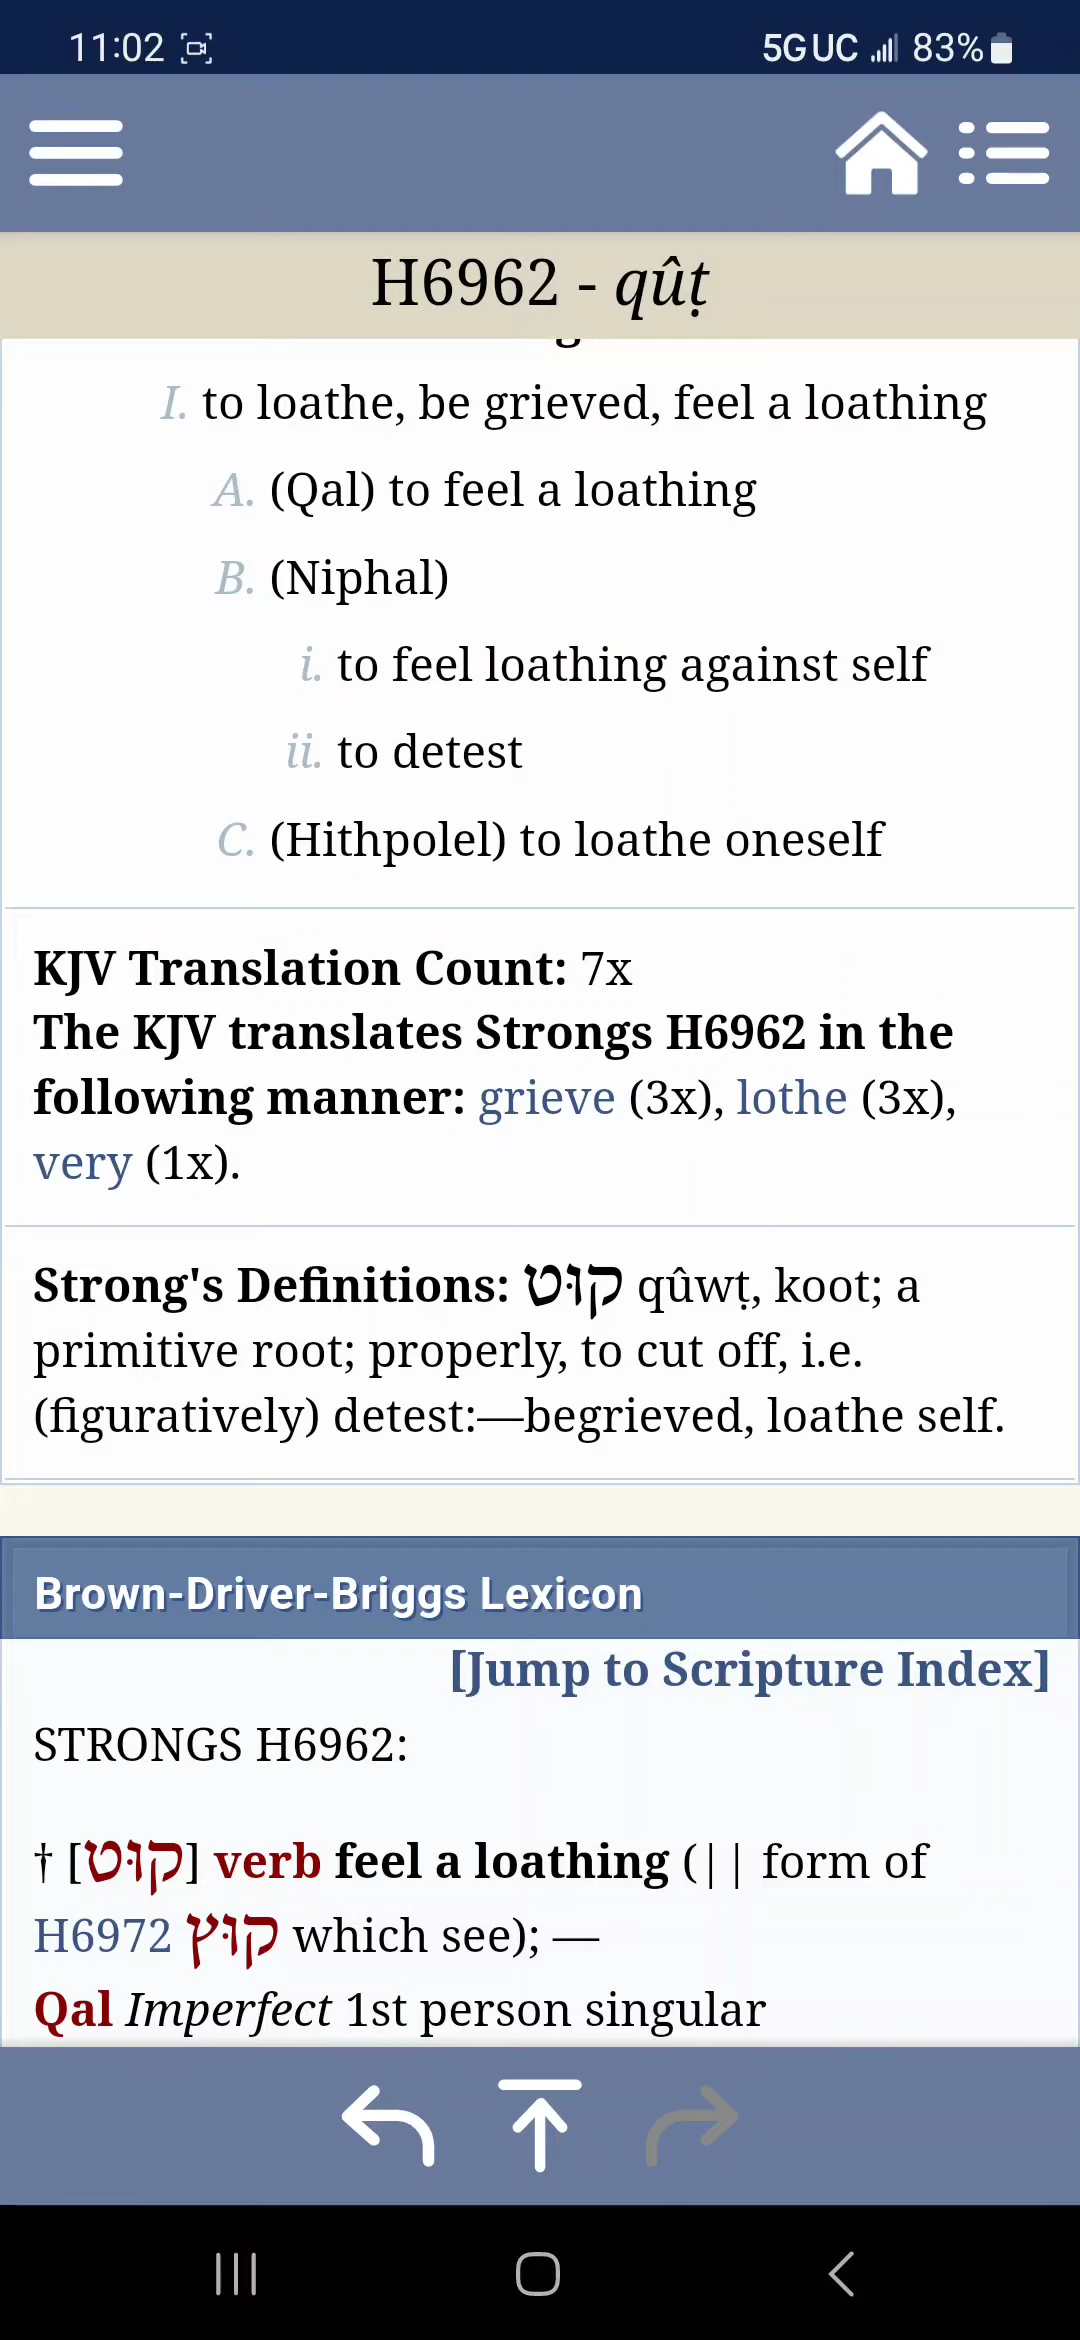 11:02 5G UC 83%
H6962 - qûṭ
I. to loathe, be grieved, feel a loathing
A. (Qal) to feel a loathing
B. (Niphal)
i. to feel loathing against self
ii. to detest
C. (Hithpolel) to loathe oneself
KJV Translation Count: 7x
The KJV translates Strongs H6962 in the
following manner: grieve (3x), lothe (3x),
very (1x).
Strong's Definitions: קוּט qûwṭ, koot; a
primitive root; properly, to cut off, i.e.
(figuratively) detest:—begrieved, loathe self.
Brown-Driver-Briggs Lexicon
[Jump to Scripture Index]
STRONGS H6962:
† [קוּט] verb feel a loathing (|| form of
H6972 קוּץ which see); —
Qal Imperfect 1st person singular